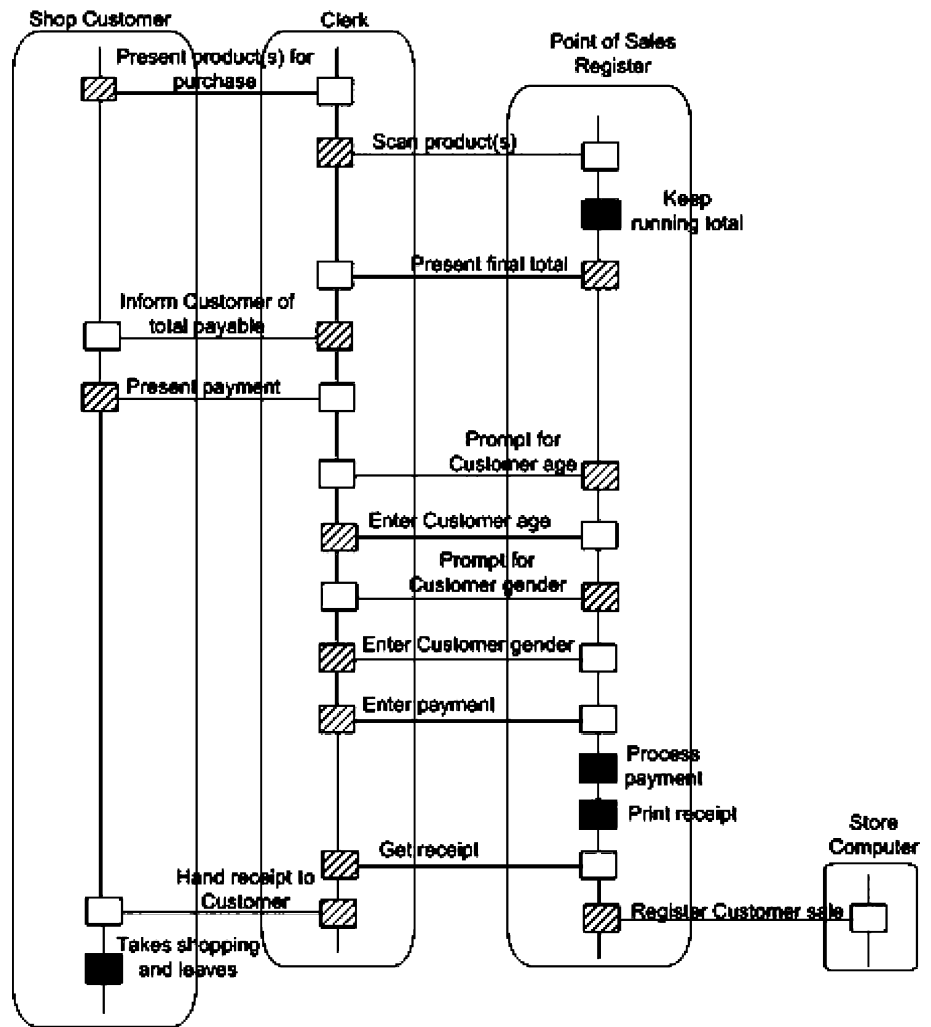 Shop Customer
Clerk
Point of Sales
Register
Present product(s) for
purchase
Scan product(s)
Keep
running total
Present final total
Inform Customer of
total payable
Present payment
Prompt for
Customer age
Enter Customer age
Prompt for
Customer gender
Enter Customer gender
Enter payment
Process
payment
Print receipt
Store
Computer
Get receipt
Hand receipt to
Customer
Register Customer sale
Takes shopping
and leaves